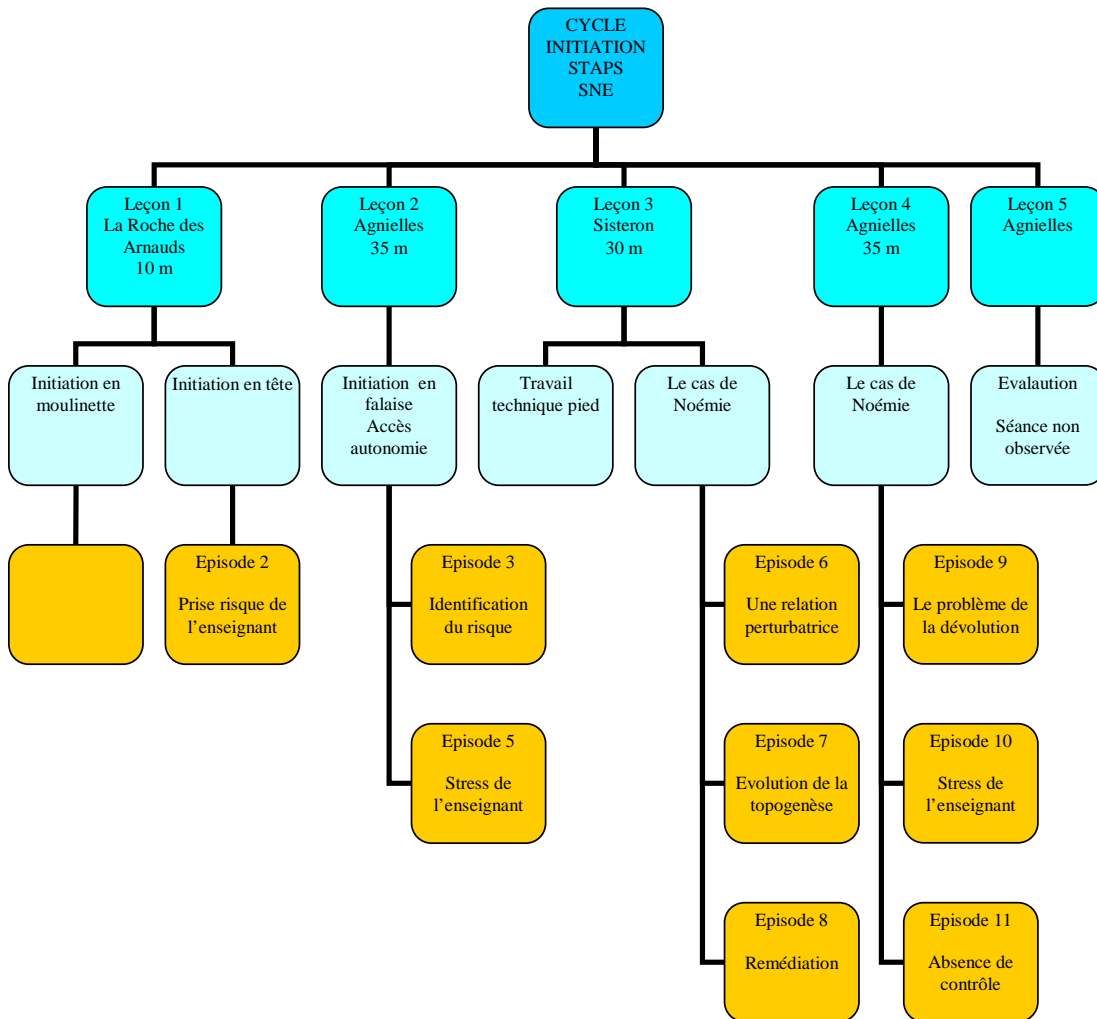 CYCLE
INITIATION
STAPS
SNE
Leçon 1
La Roche des
Arnauds
10 m
Leçon 2
Agnielles
35 m
Leçon 3
Sisteron
30 m
Leçon 4
Agnielles
35 m
Leçon 5
Agnielles
Initiation en
moulinette
Initiation en tête
Initiation en
falaise
Accès
autonomie
Travail
technique pied
Le cas de
Noémie
Le cas de
Noémie
Evalaution
Séance non
observée
Episode 2
Prise risque de
l’enseignant
Episode 3
Identification
du risque
Episode 6
Une relation
perturbatrice
Episode 9
Le problème de
la dévolution
Episode 5
Stress de
l’enseignant
Episode 7
Evolution de la
topogenèse
Episode 10
Stress de
l’enseignant
Episode 8
Remédiation
Episode 11
Absence de
contrôle